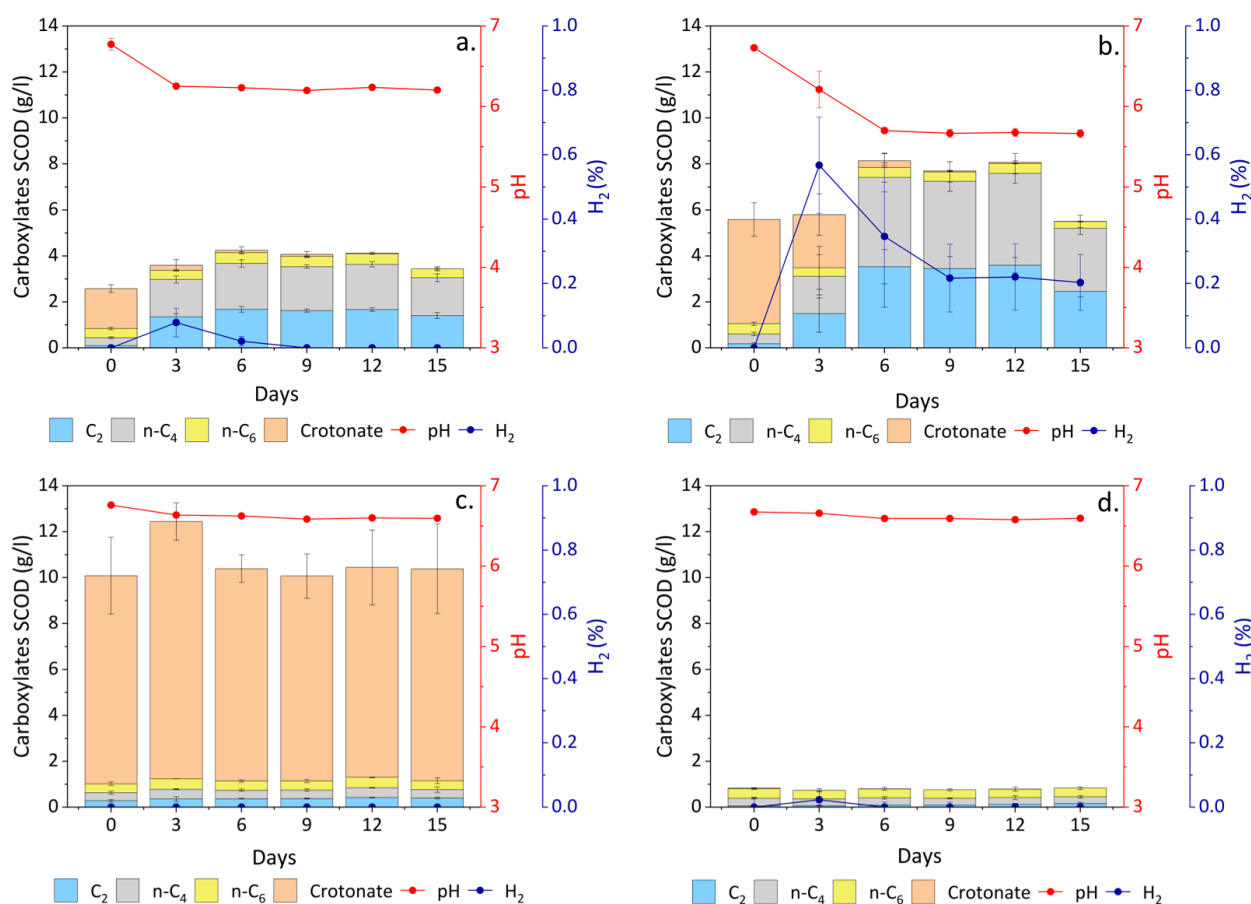 a.
Carboxylates SCOD (g/l)
14
12
10
8
6
4
2
0
0 3 6 9 12 15
Days
7
6
5
4
3
pH
1.0
0.8
0.6
0.4
0.2
0.0
H₂ (%)
C₂ n-C₄ n-C₆ Crotonate pH H₂
b.
Carboxylates SCOD (g/l)
14
12
10
8
6
4
2
0
0 3 6 9 12 15
Days
7
6
5
4
3
pH
1.0
0.8
0.6
0.4
0.2
0.0
H₂ (%)
C₂ n-C₄ n-C₆ Crotonate pH H₂
c.
Carboxylates SCOD (g/l)
14
12
10
8
6
4
2
0
0 3 6 9 12 15
Days
7
6
5
4
3
pH
1.0
0.8
0.6
0.4
0.2
0.0
H₂ (%)
C₂ n-C₄ n-C₆ Crotonate pH H₂
d.
Carboxylates SCOD (g/l)
14
12
10
8
6
4
2
0
0 3 6 9 12 15
Days
7
6
5
4
3
pH
1.0
0.8
0.6
0.4
0.2
0.0
H₂ (%)
C₂ n-C₄ n-C₆ Crotonate pH H₂